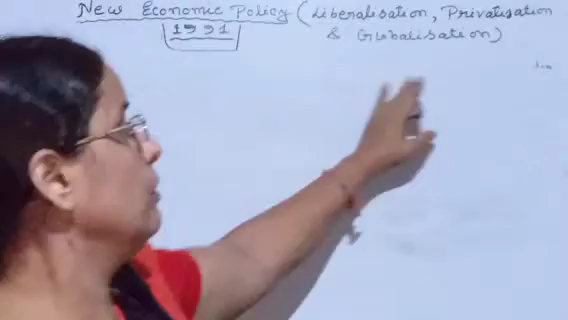 New Economic Policy (Liberalisation, Privatisation
1991 & Globalisation)